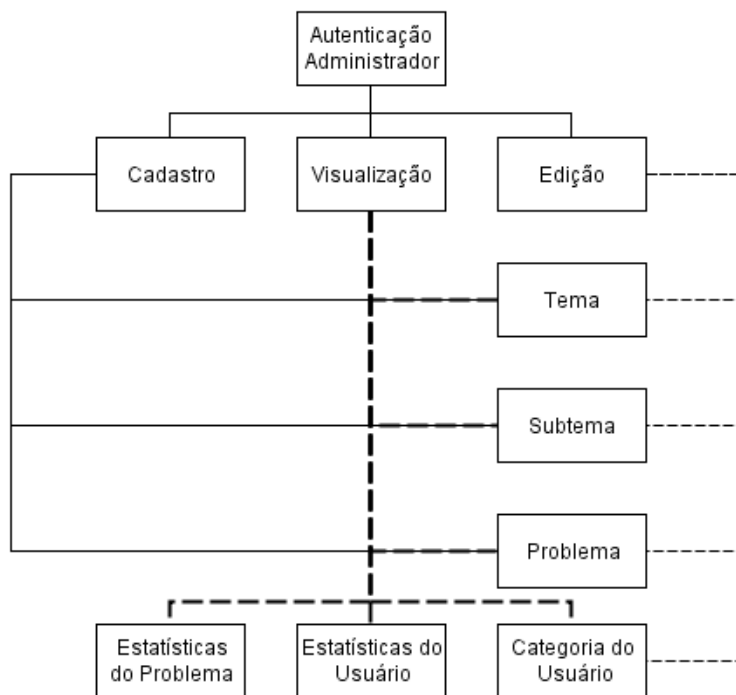 Autenticação
Administrador
Cadastro
Visualização
Edição
Tema
Subtema
Problema
Estatísticas
do Problema
Estatísticas do
Usuário
Categoria do
Usuário